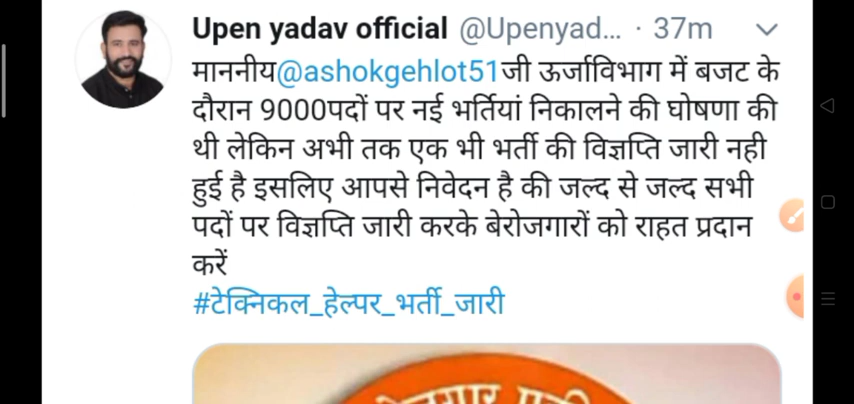 Upen yadav official @Upenyad... · 37m
माननीय@ashokgehlot51जी ऊर्जाविभाग में बजट के
दौरान 9000पदों पर नई भर्तियां निकालने की घोषणा की
थी लेकिन अभी तक एक भी भर्ती की विज्ञप्ति जारी नही
हुई है इसलिए आपसे निवेदन है की जल्द से जल्द सभी
पदों पर विज्ञप्ति जारी करके बेरोजगारों को राहत प्रदान
करें
#टेक्निकल_हेल्पर_भर्ती_जारी